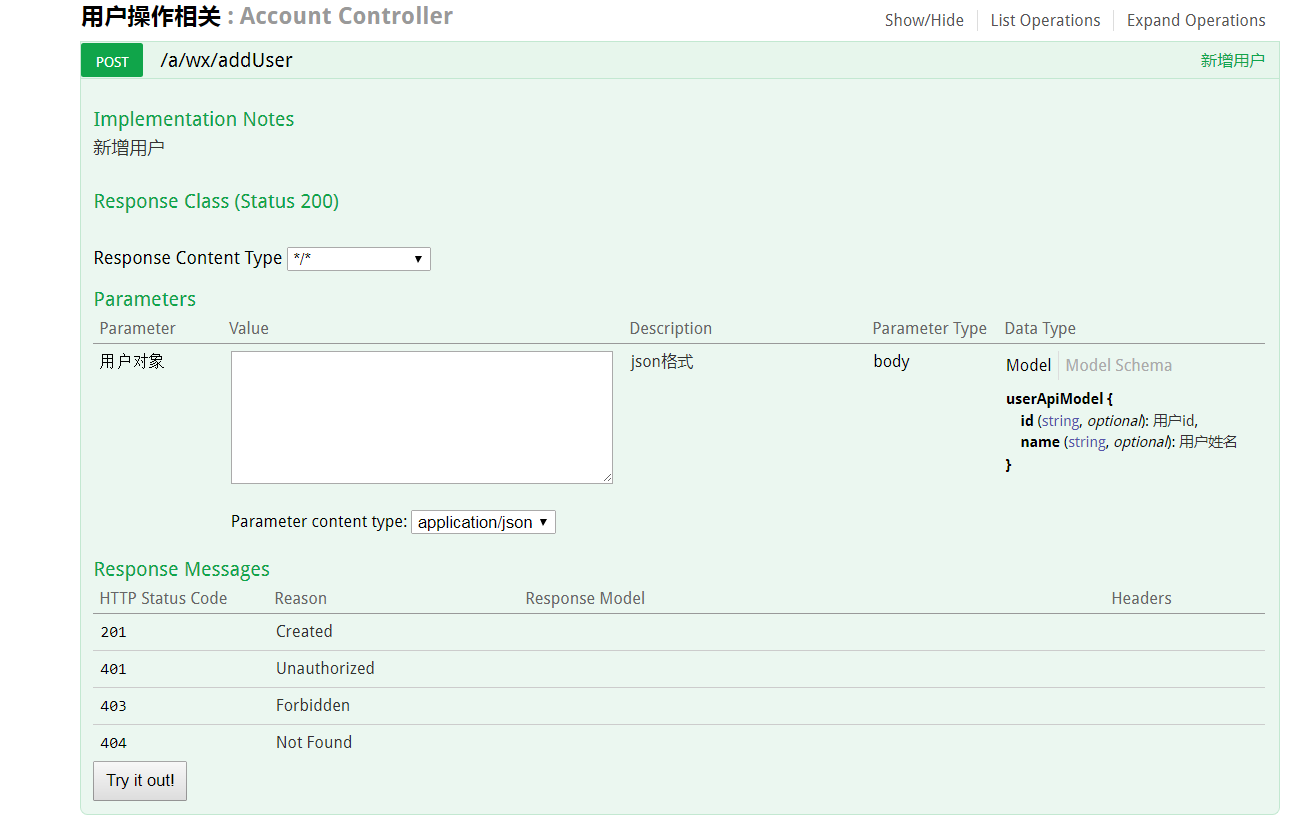 用户操作相关 : Account Controller
Show/Hide List Operations Expand Operations
POST /a/wx/addUser 新增用户
Implementation Notes
新增用户
Response Class (Status 200)
Response Content Type */*
Parameters
Parameter Value Description Parameter Type Data Type
用户对象 json格式 body Model Model Schema
userApiModel {
id (string, optional): 用户id,
name (string, optional): 用户姓名
}
Parameter content type: application/json
Response Messages
HTTP Status Code Reason Response Model Headers
201 Created
401 Unauthorized
403 Forbidden
404 Not Found
Try it out!